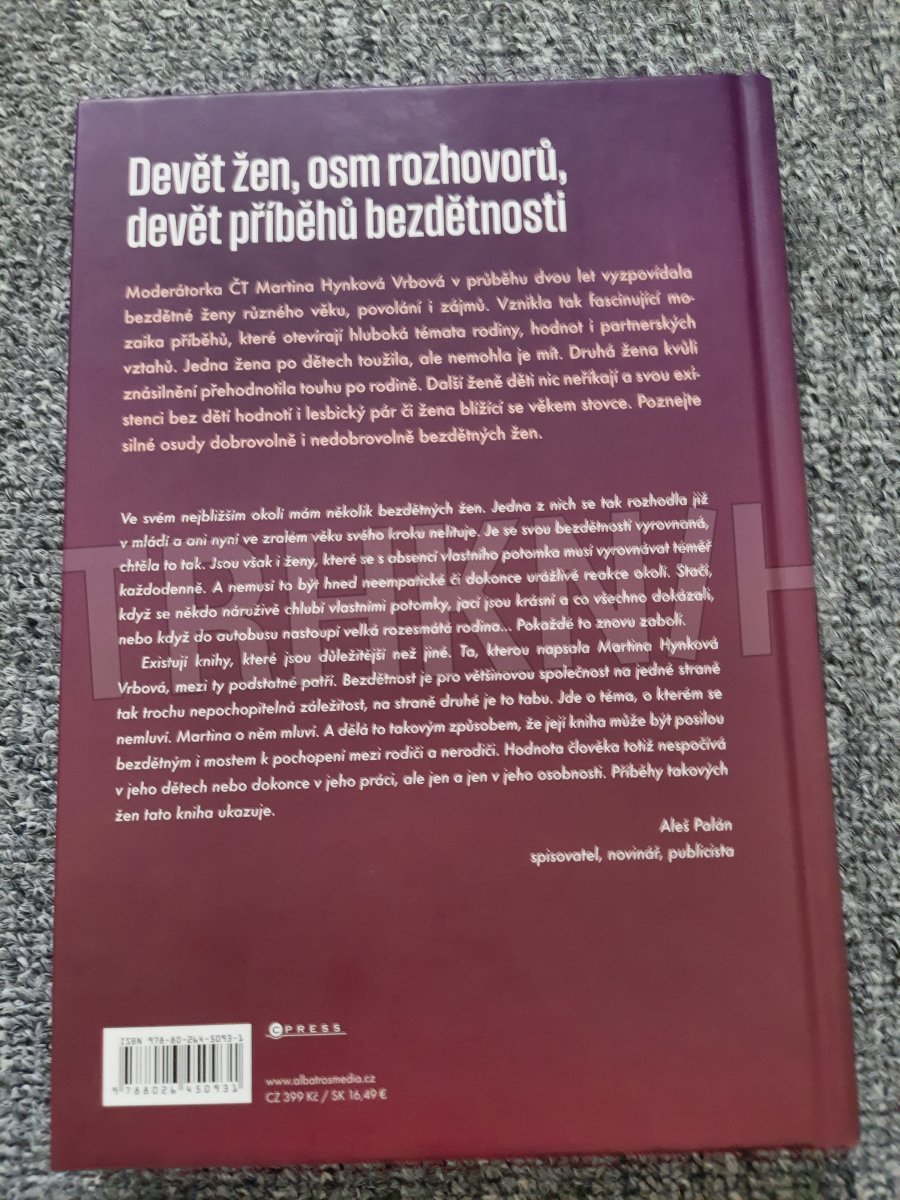 Devět žen, osm rozhovorů,
devět příběhů bezdětnosti
Moderátorka ČT Martina Hynková Vrbová v průběhu dvou let vyzpovídala
bezdětné ženy různého věku, povolání i zájmů. Vznikla tak fascinující mo-
zaika příběhů, které otevírají hluboká témata rodiny, hodnot i partnerských
vztahů. Jedna žena po dětech toužila, ale nemohla je mít. Druhá žena kvůli
znásilnění přehodnotila touhu po rodině. Další ženě děti nic neříkají a svou exi-
stenci bez dětí hodnotí i lesbický pár či žena blížící se věkem stovce. Poznejte
silné osudy dobrovolně i nedobrovolně bezdětných žen.
Ve svém nejbližším okolí mám několik bezdětných žen. Jedna z nich se tak rozhodla již
v mládí a ani nyní ve zralém věku svého kroku nelituje. Je se svou bezdětností vyrovnaná,
chtěla to tak. Jsou však i ženy, které se s absencí vlastního potomka musí vyrovnávat téměř
každodenně. A nemusí to být hned neempatické či dokonce urážlivé reakce okolí. Stačí,
když se někdo náruživě chlubí vlastními potomky, jací jsou krásní a co všechno dokázali,
nebo když do autobusu nastoupí velká rozesmátá rodina... Pokaždé to znovu zabolí.
Existují knihy, které jsou důležitější než jiné. Ta, kterou napsala Martina Hynková
Vrbová, mezi ty podstatné patří. Bezdětnost je pro většinovou společnost na jedné straně
tak trochu nepochopitelná záležitost, na straně druhé je to tabu. Jde o téma, o kterém se
nemluví. Martina o něm mluví. A dělá to takovým způsobem, že její kniha může být posilou
bezdětným i mostem k pochopení mezi rodiči a nerodiči. Hodnota člověka totiž nespočívá
v jeho dětech nebo dokonce v jeho práci, ale jen a jen v jeho osobnosti. Příběhy takových
žen tato kniha ukazuje.
Aleš Palán
spisovatel, novinář, publicista
ISBN 978-80-264-5093-1
9 788026 450931
CPRESS
www.albatrosmedia.cz
CZ 399 Kč / SK 16,49 €